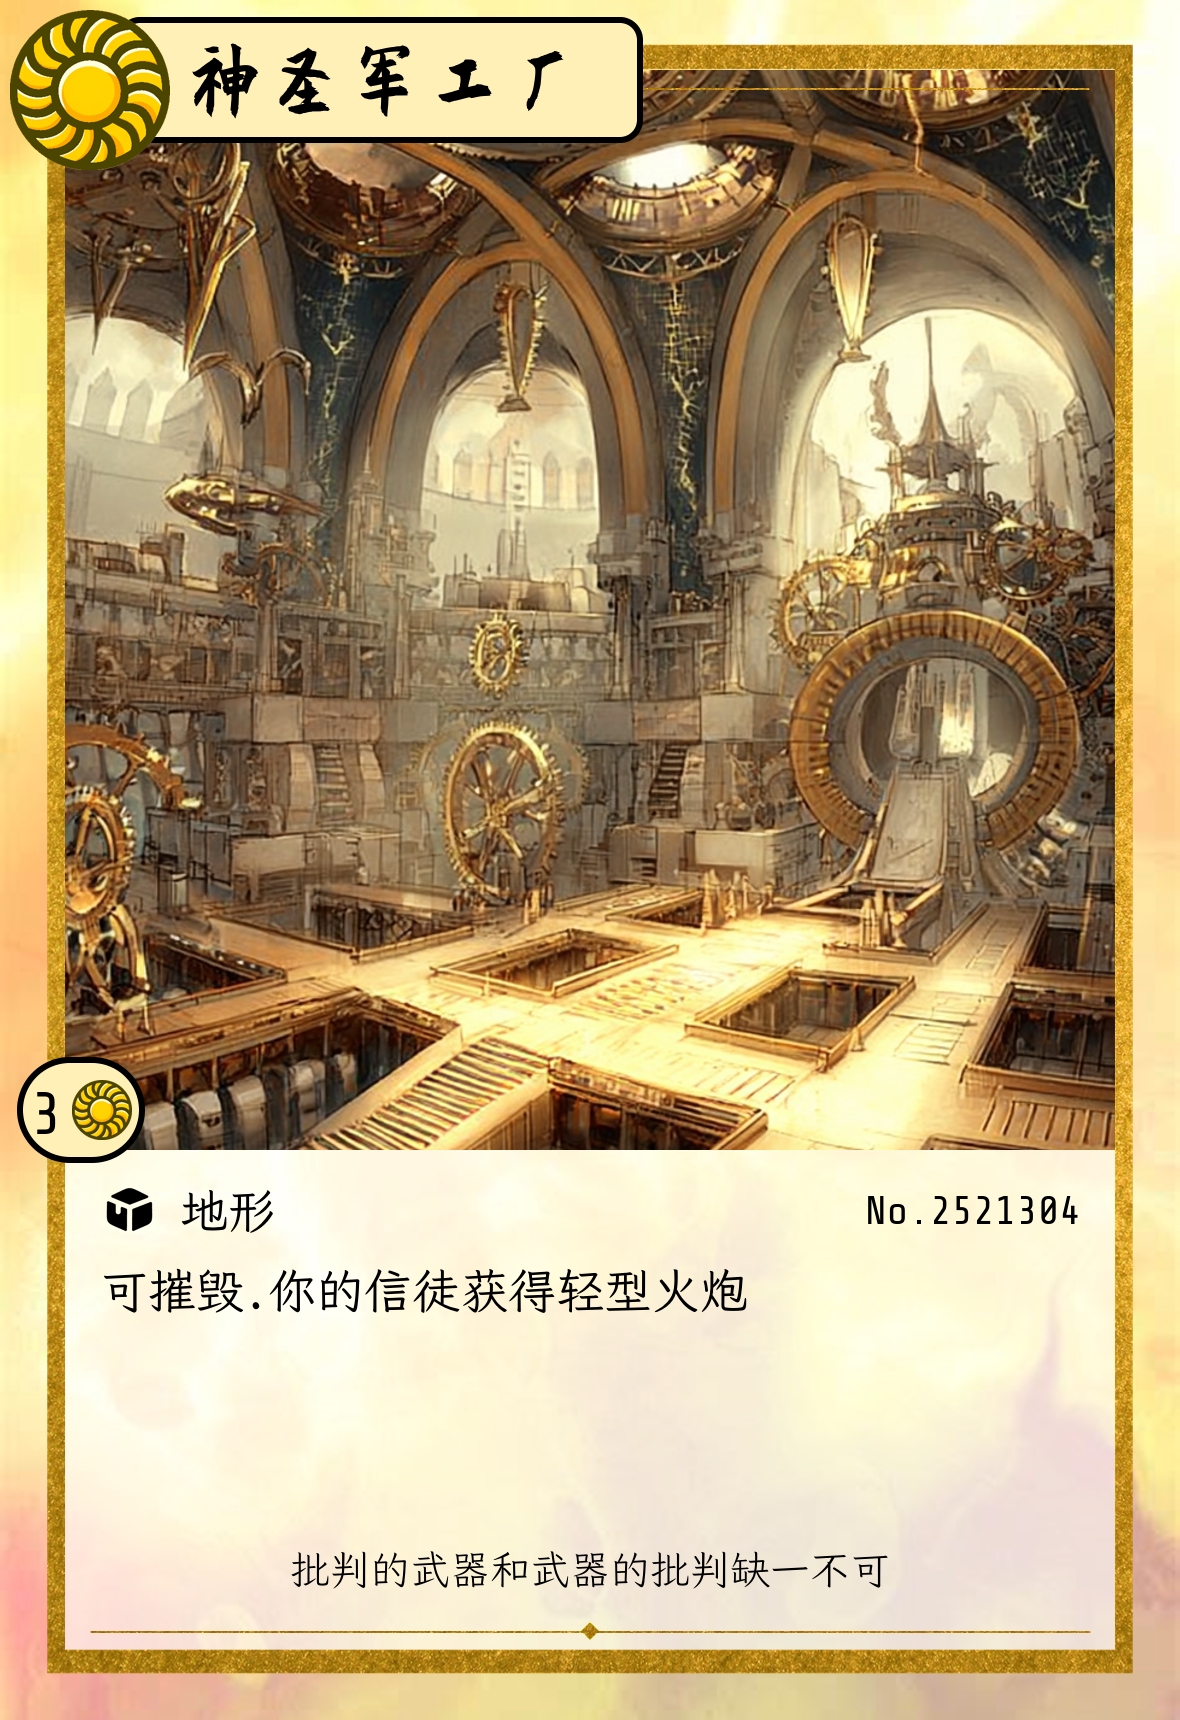 神圣军工厂
3
地形
No.2521304
可摧毁.你的信徒获得轻型火炮
批判的武器和武器的批判缺一不可